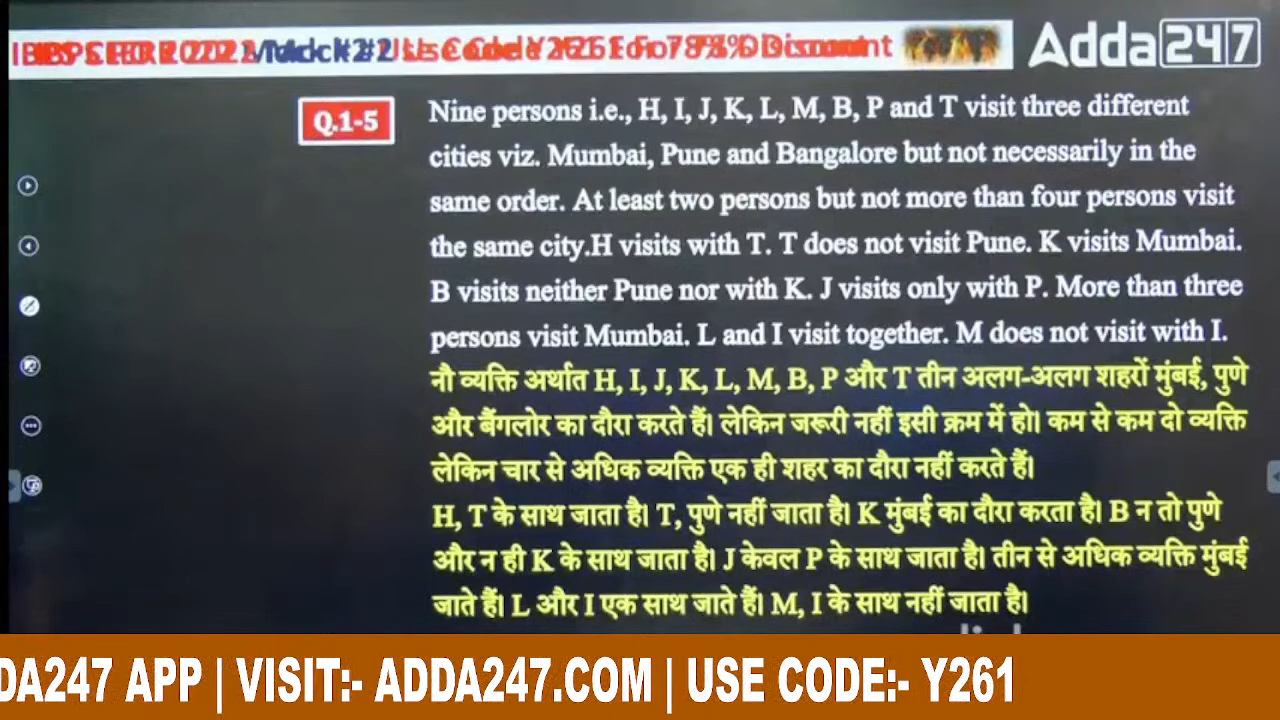 Adda247
Q.1-5
Nine persons i.e., H, I, J, K, L, M, B, P and T visit three different
cities viz. Mumbai, Pune and Bangalore but not necessarily in the
same order. At least two persons but not more than four persons visit
the same city.H visits with T. T does not visit Pune. K visits Mumbai.
B visits neither Pune nor with K. J visits only with P. More than three
persons visit Mumbai. L and I visit together. M does not visit with I.
नौ व्यक्ति अर्थात H, I, J, K, L, M, B, P और T तीन अलग-अलग शहरों मुंबई, पुणे
और बैंगलोर का दौरा करते हैं। लेकिन जरूरी नहीं इसी क्रम में हो। कम से कम दो व्यक्ति
लेकिन चार से अधिक व्यक्ति एक ही शहर का दौरा नहीं करते हैं।
H, T के साथ जाता है। T, पुणे नहीं जाता है। K मुंबई का दौरा करता है। B न तो पुणे
और न ही K के साथ जाता है। J केवल P के साथ जाता है। तीन से अधिक व्यक्ति मुंबई
जाते हैं। L और I एक साथ जाते हैं। M, I के साथ नहीं जाता है।
DA247 APP | VISIT:- ADDA247.COM | USE CODE:- Y261